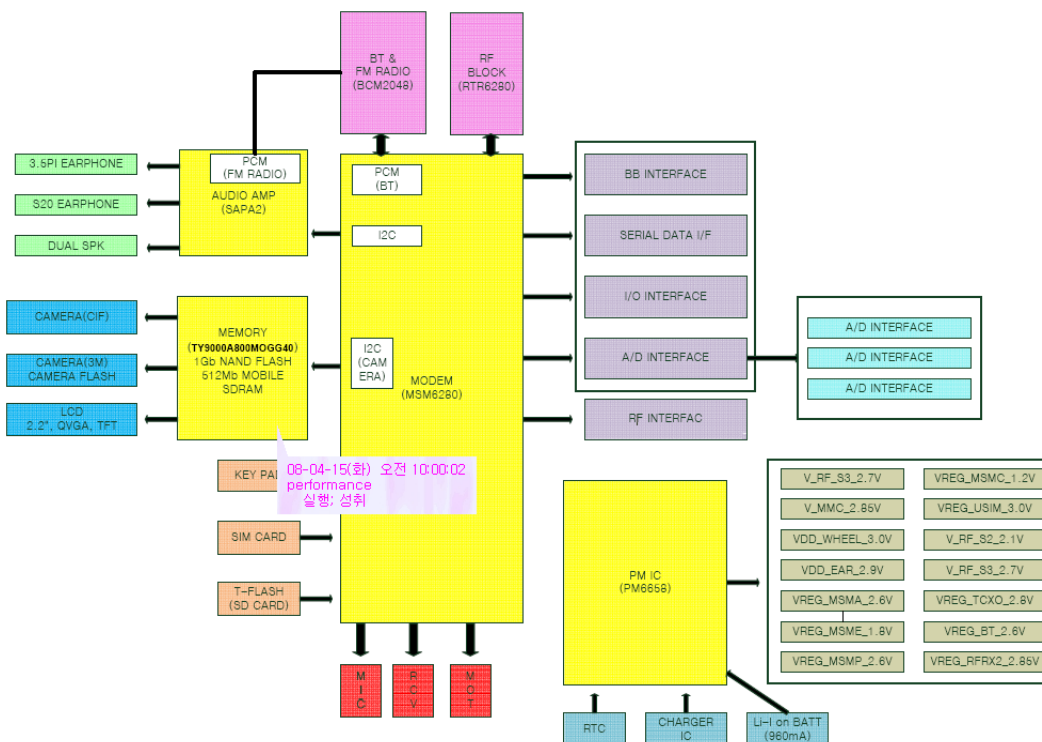 BT &
FM RADIO
(BCM2048)
RF
BLOCK
(RTR6280)
3.5PI EARPHONE
S20 EARPHONE
DUAL SPK
PCM
(FM RADIO)
AUDIO AMP
(SAPA2)
PCM
(BT)
I2C
I2C
(CAM
ERA)
MODEM
(MSM6280)
BB INTERFACE
SERIAL DATA I/F
I/O INTERFACE
A/D INTERFACE
RF INTERFAC
A/D INTERFACE
A/D INTERFACE
A/D INTERFACE
CAMERA(CIF)
CAMERA(3M)
CAMERA FLASH
LCD
2.2", QVGA, TFT
MEMORY
(TY9000A800MOGG40)
1Gb NAND FLASH
512Mb MOBILE
SDRAM
KEY PA
08-04-15(화) 오전 10:00:02
performance
실행; 성취
SIM CARD
T-FLASH
(SD CARD)
MIC
RCV
MOT
PM IC
(PM6658)
V_RF_S3_2.7V
V_MMC_2.85V
VDD_WHEEL_3.0V
VDD_EAR_2.9V
VREG_MSMA_2.6V
VREG_MSME_1.8V
VREG_MSMP_2.6V
VREG_MSMC_1.2V
VREG_USIM_3.0V
V_RF_S2_2.1V
V_RF_S3_2.7V
VREG_TCXO_2.8V
VREG_BT_2.6V
VREG_RFRX2_2.85V
RTC
CHARGER
IC
Li-I on BATT
(960mA)